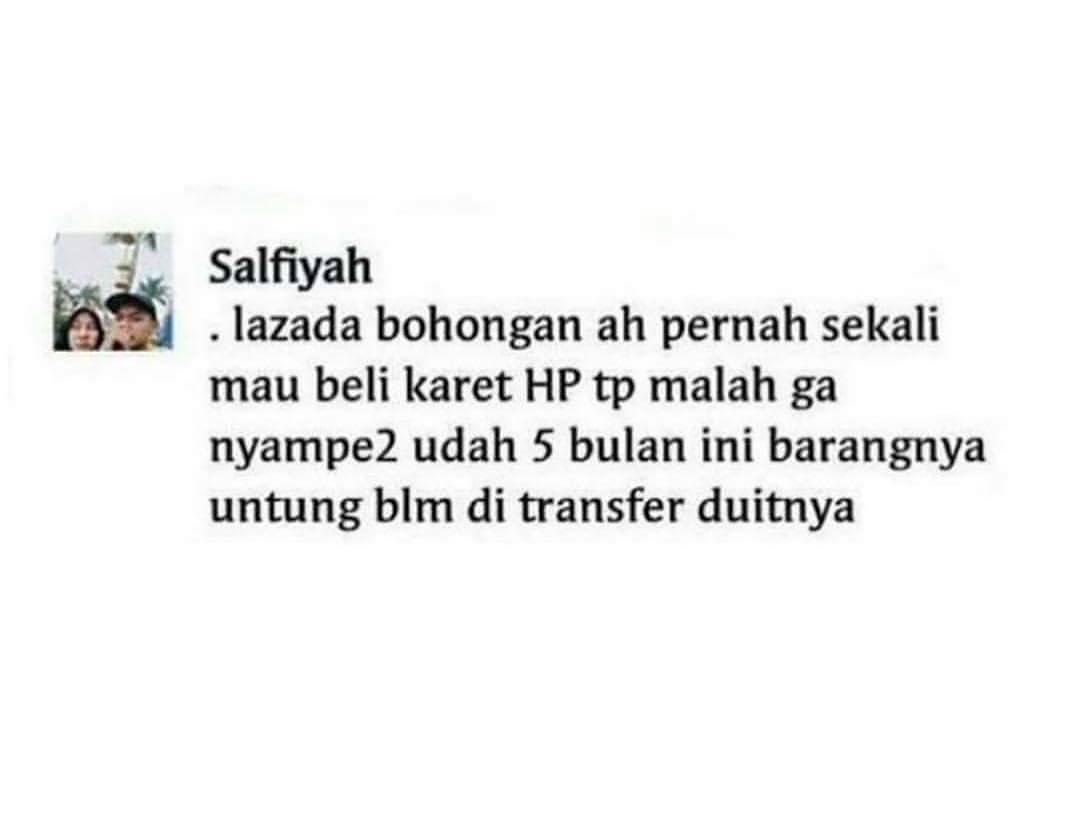 Salfiyah
. lazada bohongan ah pernah sekali
mau beli karet HP tp malah ga
nyampe2 udah 5 bulan ini barangnya
untung blm di transfer duitnya